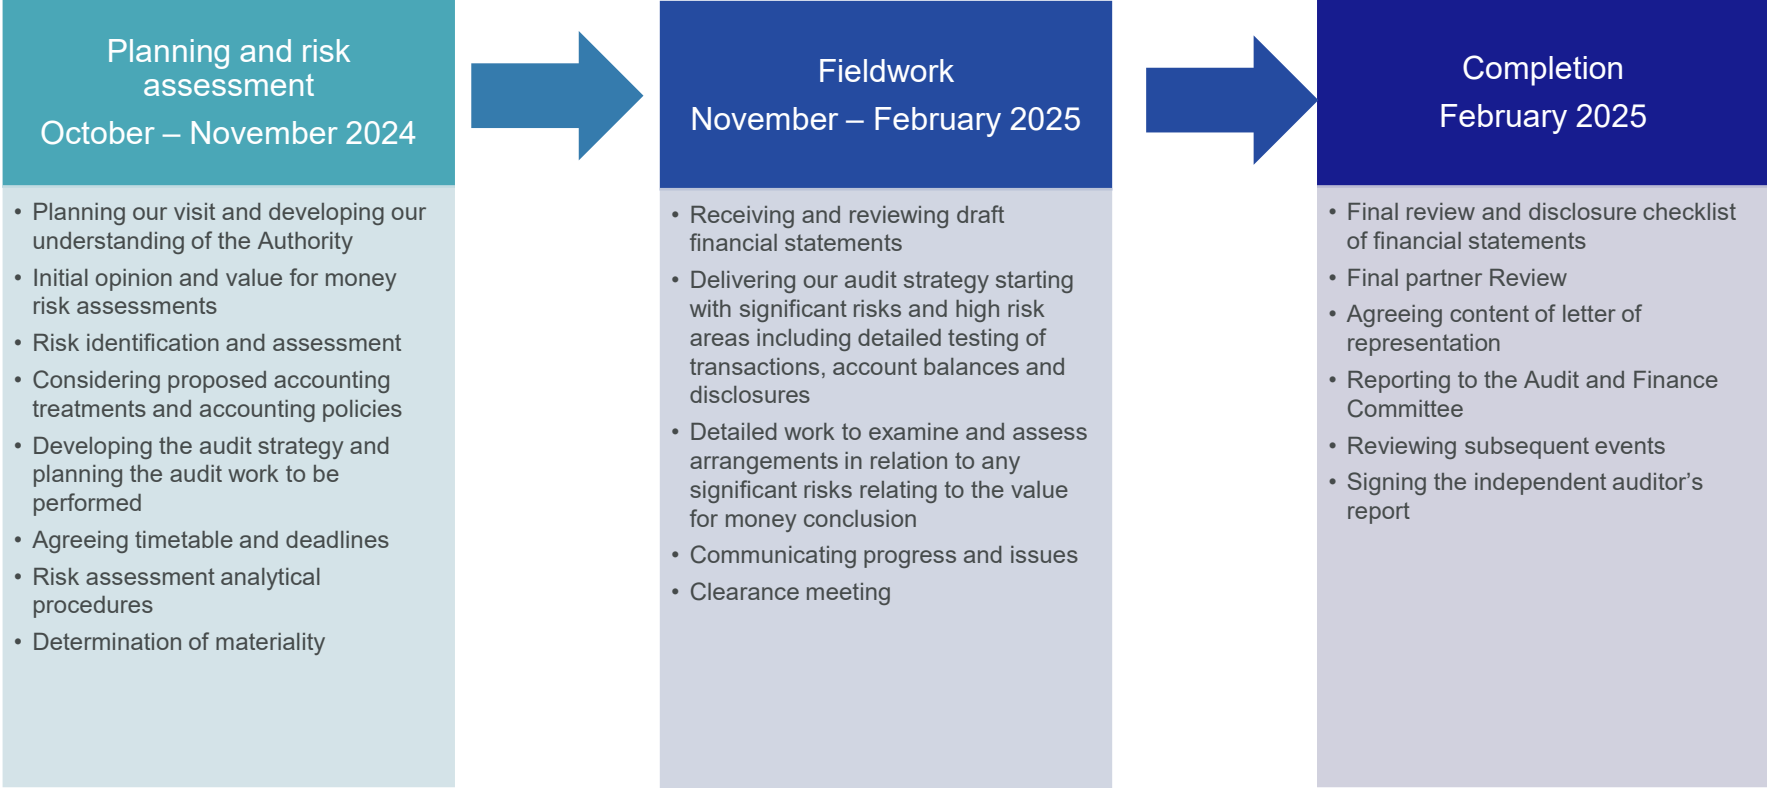 Planning and risk
assessment
October – November 2024
• Planning our visit and developing our
understanding of the Authority
• Initial opinion and value for money
risk assessments
• Risk identification and assessment
• Considering proposed accounting
treatments and accounting policies
• Developing the audit strategy and
planning the audit work to be
performed
• Agreeing timetable and deadlines
• Risk assessment analytical
procedures
• Determination of materiality
Fieldwork
November – February 2025
• Receiving and reviewing draft
financial statements
• Delivering our audit strategy starting
with significant risks and high risk
areas including detailed testing of
transactions, account balances and
disclosures
• Detailed work to examine and assess
arrangements in relation to any
significant risks relating to the value
for money conclusion
• Communicating progress and issues
• Clearance meeting
Completion
February 2025
• Final review and disclosure checklist
of financial statements
• Final partner Review
• Agreeing content of letter of
representation
• Reporting to the Audit and Finance
Committee
• Reviewing subsequent events
• Signing the independent auditor’s
report